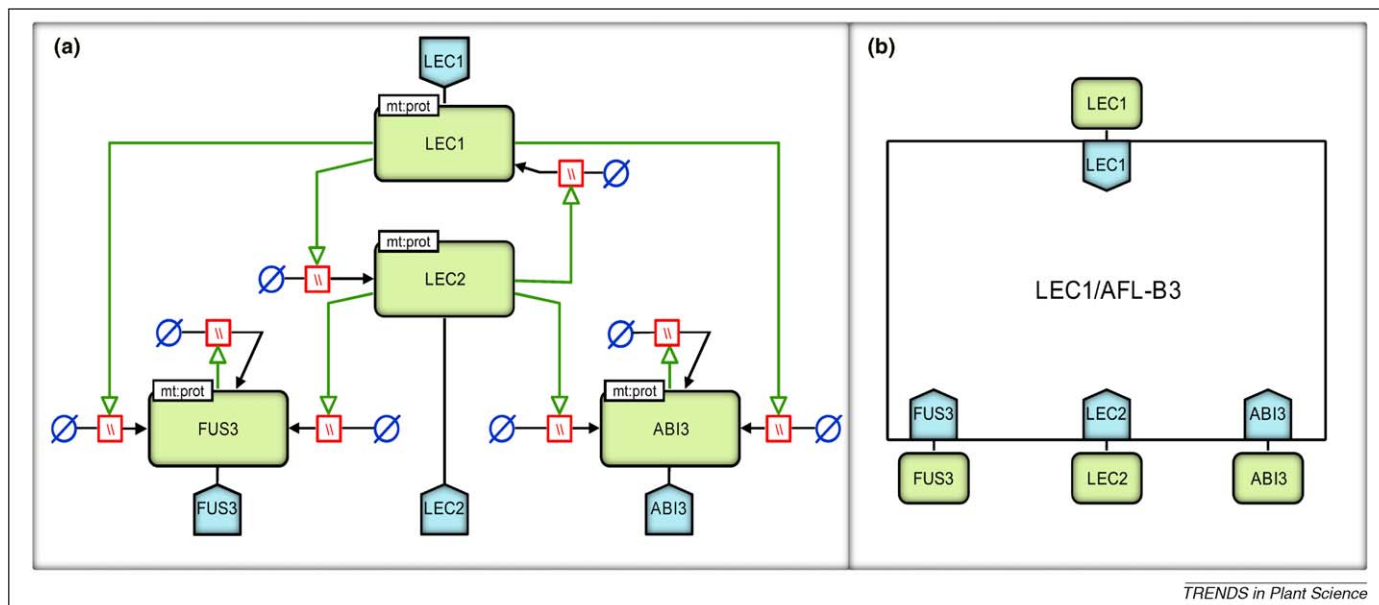 (a)
LEC1
mt:prot
LEC1
\\
mt:prot
\\
LEC2
\\
\\
mt:prot
mt:prot
\\
FUS3
\\
\\
ABI3
\\
FUS3
LEC2
ABI3
(b)
LEC1
LEC1
LEC1/AFL-B3
FUS3
LEC2
ABI3
FUS3
LEC2
ABI3
TRENDS in Plant Science